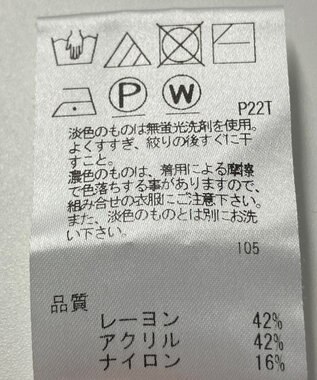 P W
P22T
淡色のものは無蛍光洗剤を使用。
よくすすぎ、絞りの後すぐに干
すこと。
濃色のものは、着用による摩擦
で色落ちする事がありますので、
組み合せの衣服にご注意下さい。
また、淡色のものとは別にお洗
い下さい。
105
品質
レーヨン 42%
アクリル 42%
ナイロン 16%